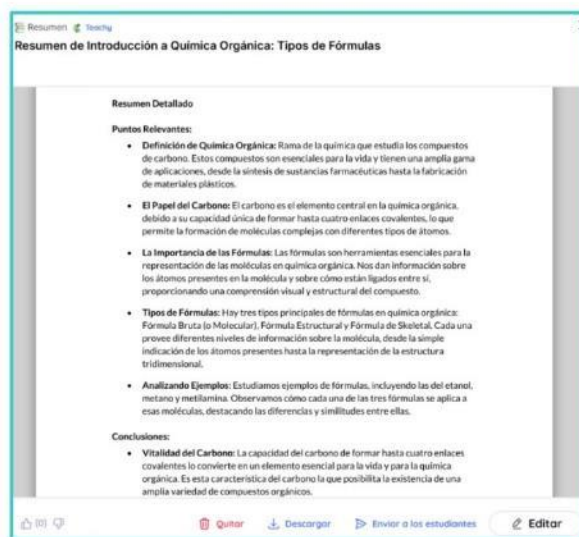 Resumen Teachy
Resumen de Introducción a Química Orgánica: Tipos de Fórmulas
Resumen Detallado
Puntos Relevantes:
• Definición de Química Orgánica: Rama de la química que estudia los compuestos
de carbono. Estos compuestos son esenciales para la vida y tienen una amplia gama
de aplicaciones, desde la síntesis de sustancias farmacéuticas hasta la fabricación
de materiales plásticos.
• El Papel del Carbono: El carbono es el elemento central en la química orgánica,
debido a su capacidad única de formar hasta cuatro enlaces covalentes, lo que
permite la formación de moléculas complejas con diferentes tipos de átomos.
• La Importancia de las Fórmulas: Las fórmulas son herramientas esenciales para la
representación de las moléculas en química orgánica. Nos dan información sobre
los átomos presentes en la molécula y sobre cómo están ligados entre sí,
proporcionando una comprensión visual y estructural del compuesto.
• Tipos de Fórmulas: Hay tres tipos principales de fórmulas en química orgánica:
Fórmula Bruta (o Molecular), Fórmula Estructural y Fórmula de Skeletal. Cada una
provee diferentes niveles de información sobre la molécula, desde la simple
indicación de los átomos presentes hasta la representación de la estructura
tridimensional.
• Analizando Ejemplos: Estudiamos ejemplos de fórmulas, incluyendo las del etanol,
metano y metilamina. Observamos cómo cada una de las tres fórmulas se aplica a
esas moléculas, destacando las diferencias y similitudes entre ellas.
Conclusiones:
• Vitalidad del Carbono: La capacidad del carbono de formar hasta cuatro enlaces
covalentes lo convierte en un elemento esencial para la vida y para la química
orgánica. Es esta característica del carbono la que posibilita la existencia de una
amplia variedad de compuestos orgánicos.
(0) Quitar Descargar Enviar a los estudiantes Editar